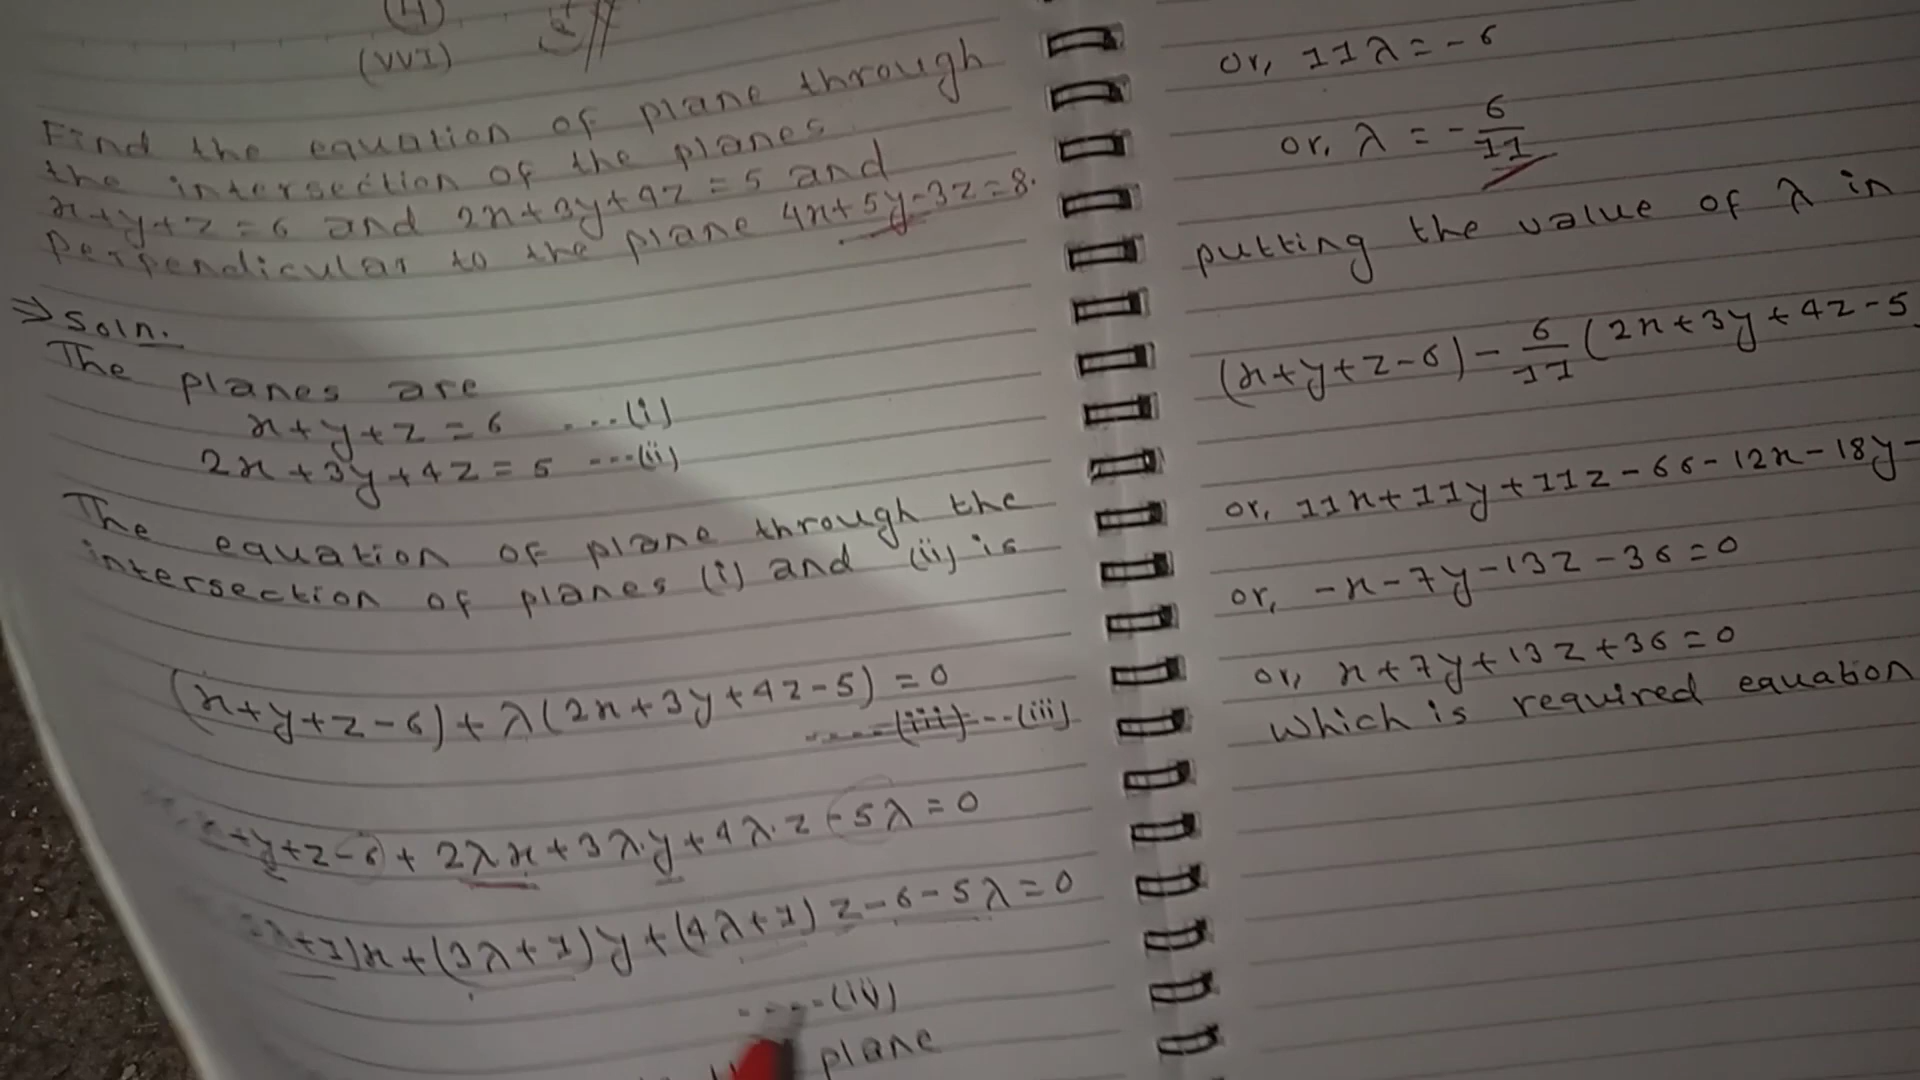 (VVI)
Find the equation of plane through
the intersection of the planes
x+y+z=6 and 2x+3y+4z=5 and
Perpendicular to the plane 4x+5y-3z=8.
⇒ Soln.
The planes are
x+y+z=6 ...(i)
2x+3y+4z=5 ...(ii)
The equation of plane through the
intersection of planes (i) and (ii) is
(x+y+z-6)+λ(2x+3y+4z-5)=0
...(iii)
+y+z-6+2λx+3λ.y+4λ.z-5λ=0
λ+1)x+(3λ+1)y+(4λ+1)z-6-5λ=0
....(iv)
plane
or, 11λ=-6
or, λ=-6/11
putting the value of λ in
(x+y+z-6)-6/11(2x+3y+4z-5
or, 11x+11y+11z-66-12x-18y-
or, -x-7y-13z-36=0
or, x+7y+13z+36=0
which is required equation